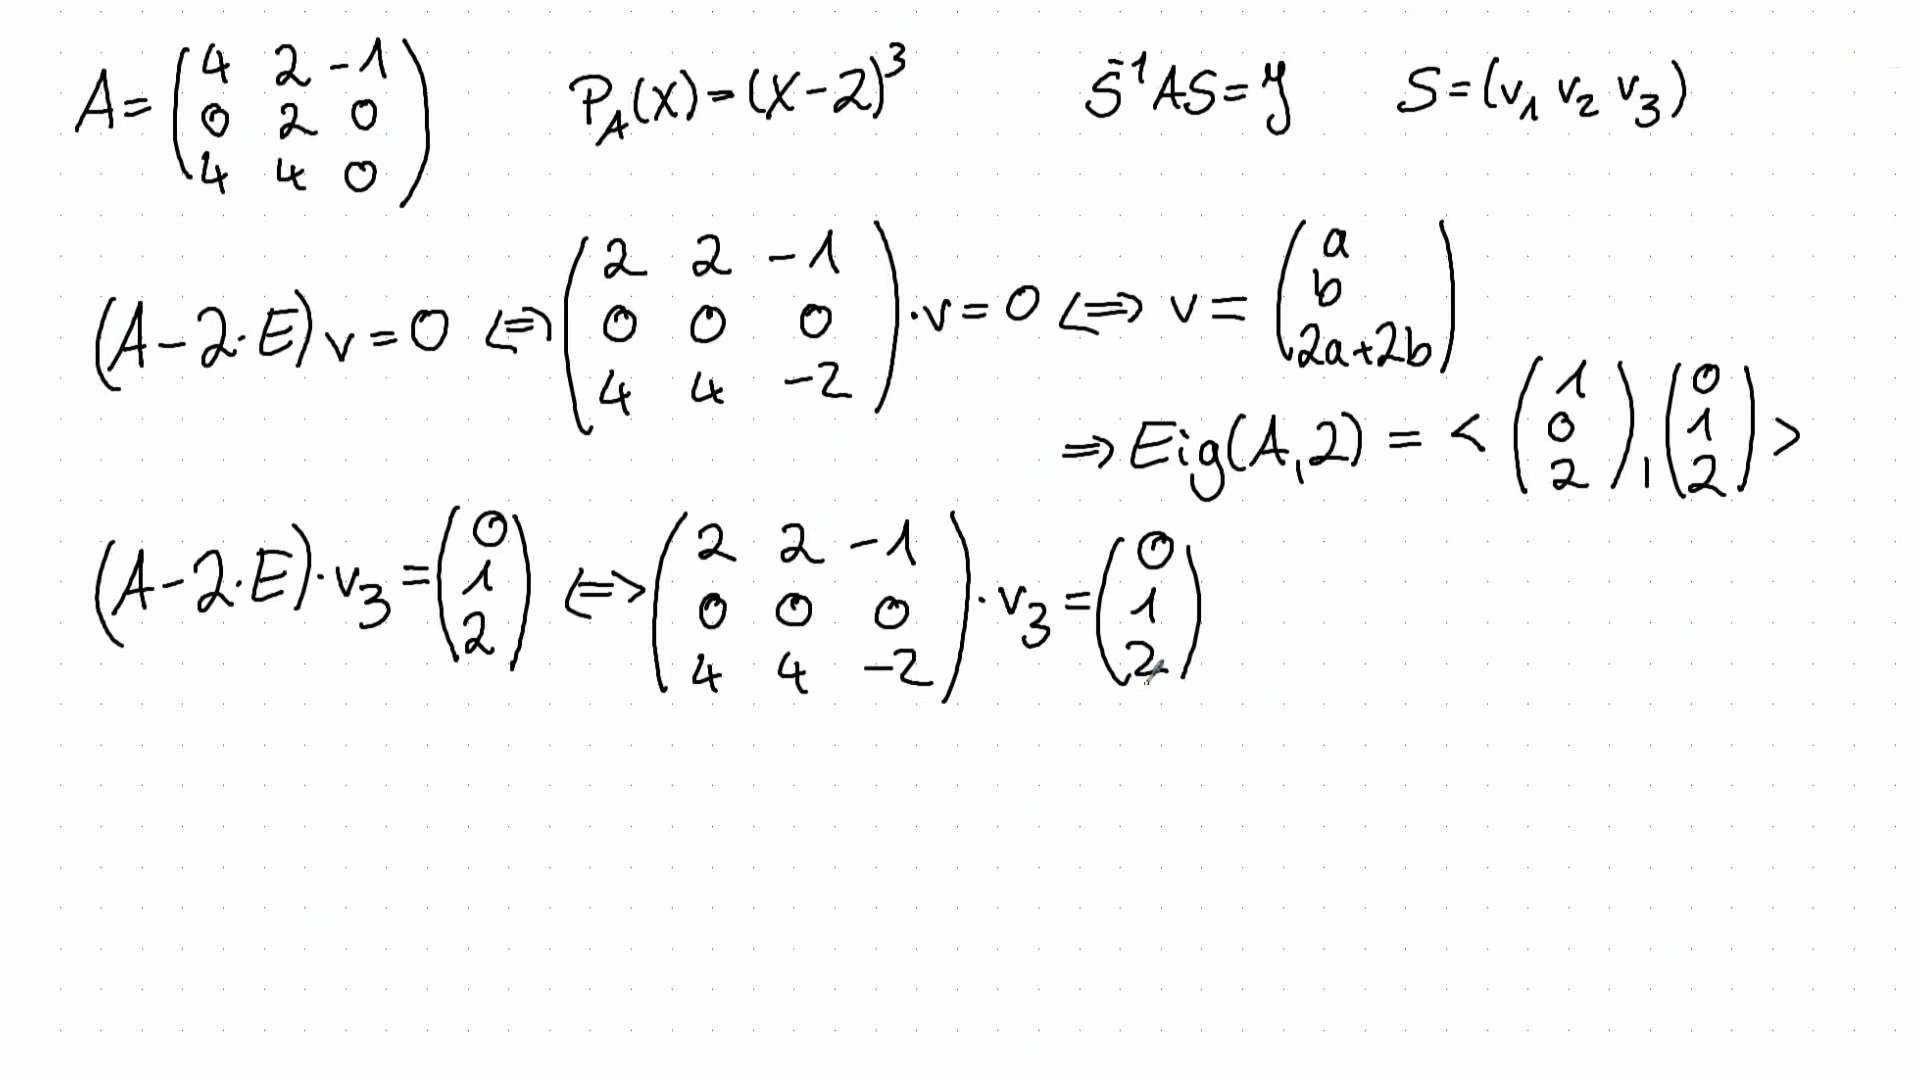 A = (4 2 -1 / 0 2 0 / 4 4 0) P_A(X) = (X-2)^3 S^-1 A S = J S = (v_1 v_2 v_3)
(A - 2·E) v = 0 ⟺ (2 2 -1 / 0 0 0 / 4 4 -2) · v = 0 ⟺ v = (a / b / 2a+2b)
⇒ Eig(A,2) = < (1 / 0 / 2), (0 / 1 / 2) >
(A - 2·E) · v_3 = (0 / 1 / 2) ⟺ (2 2 -1 / 0 0 0 / 4 4 -2) · v_3 = (0 / 1 / 2)